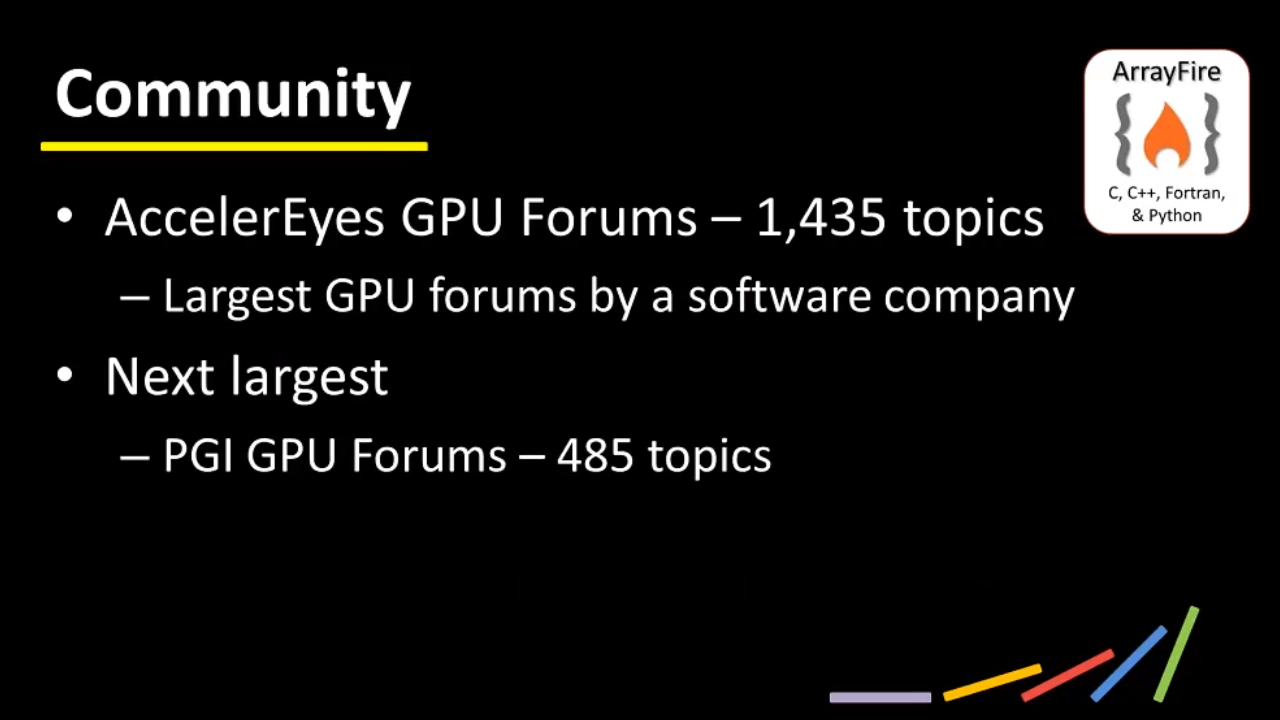 Community
ArrayFire
{ }
C, C++, Fortran,
& Python
• AccelerEyes GPU Forums – 1,435 topics
– Largest GPU forums by a software company
• Next largest
– PGI GPU Forums – 485 topics